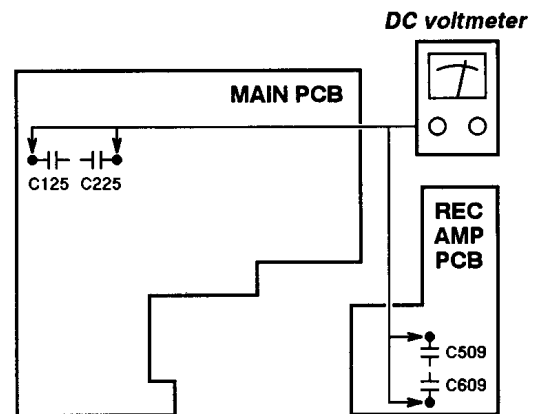 DC voltmeter
MAIN PCB
C125 C225
REC
AMP
PCB
C509
C609